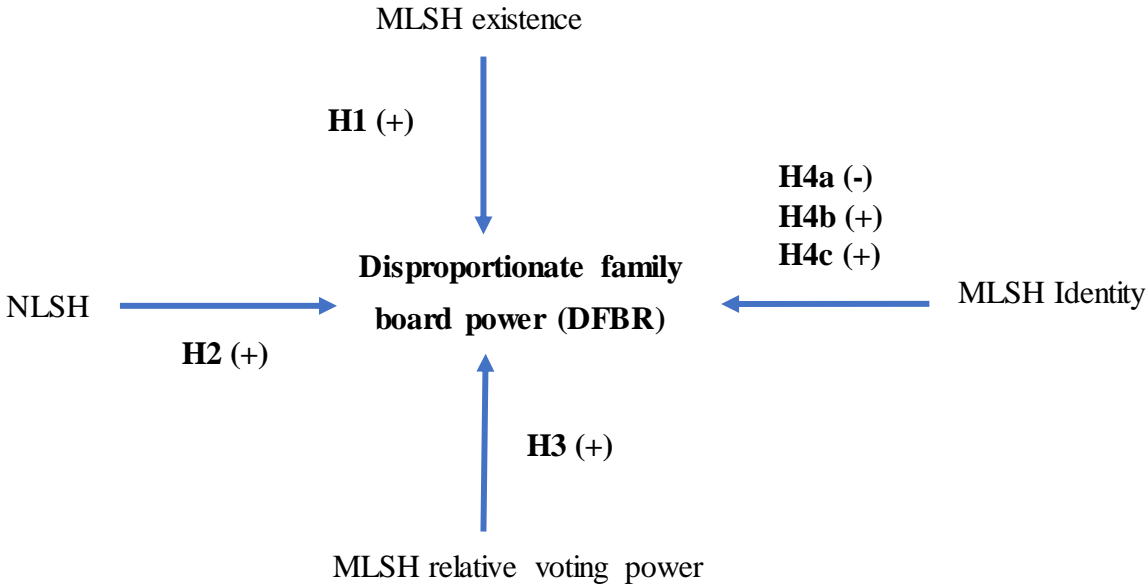 MLSH existence
H1 (+)
H4a (-)
H4b (+)
H4c (+)
Disproportionate family
board power (DFBR)
NLSH
MLSH Identity
H2 (+)
H3 (+)
MLSH relative voting power